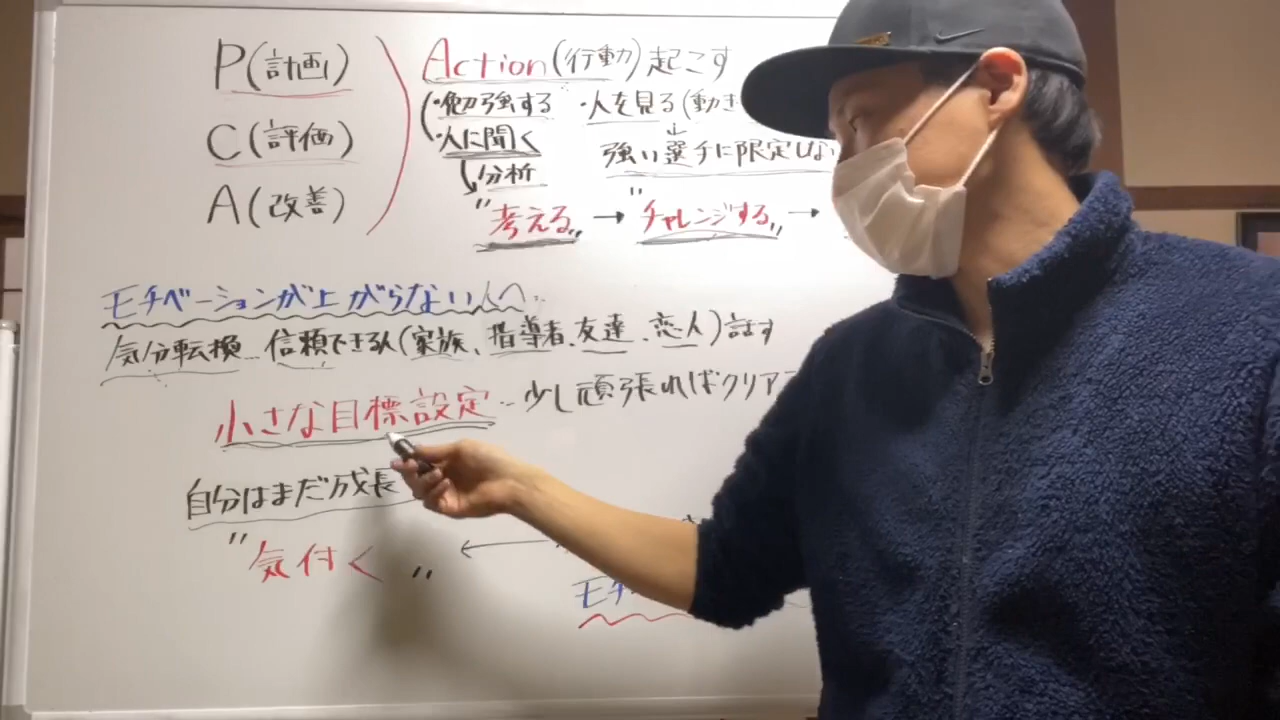 P(計画)
C(評価)
A(改善)
Action(行動)起こす
・勉強する ・人を見る(動き
・人に聞く
強い選手に限定しない
分析
"考える" → "チャレンジする" →
モチベーションが上がらない人へ…
気分転換…信頼できる人(家族、指導者、友達、恋人)話す
小さな目標設定…少し頑張ればクリア
自分はまだ成長
"気付く" ←
モチ